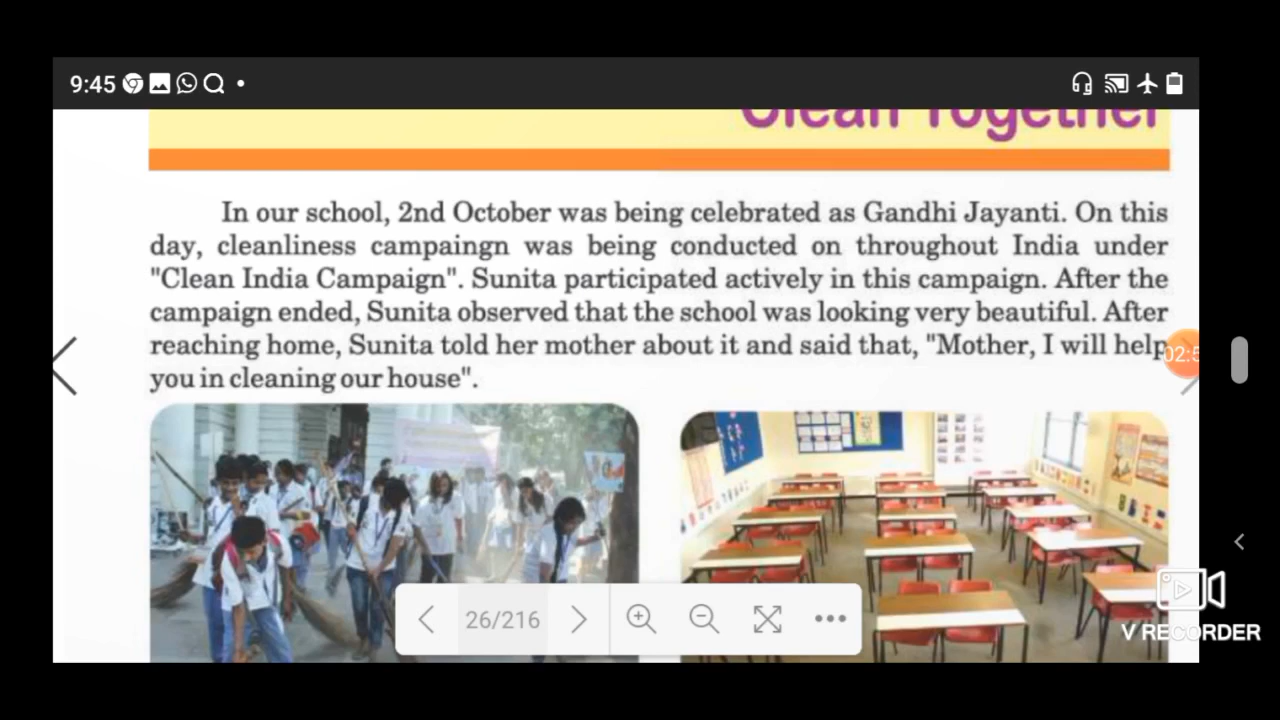 9:45
Clean Together
In our school, 2nd October was being celebrated as Gandhi Jayanti. On this
day, cleanliness campaingn was being conducted on throughout India under
"Clean India Campaign". Sunita participated actively in this campaign. After the
campaign ended, Sunita observed that the school was looking very beautiful. After
reaching home, Sunita told her mother about it and said that, "Mother, I will help
you in cleaning our house".
02:5
26/216
V RECORDER